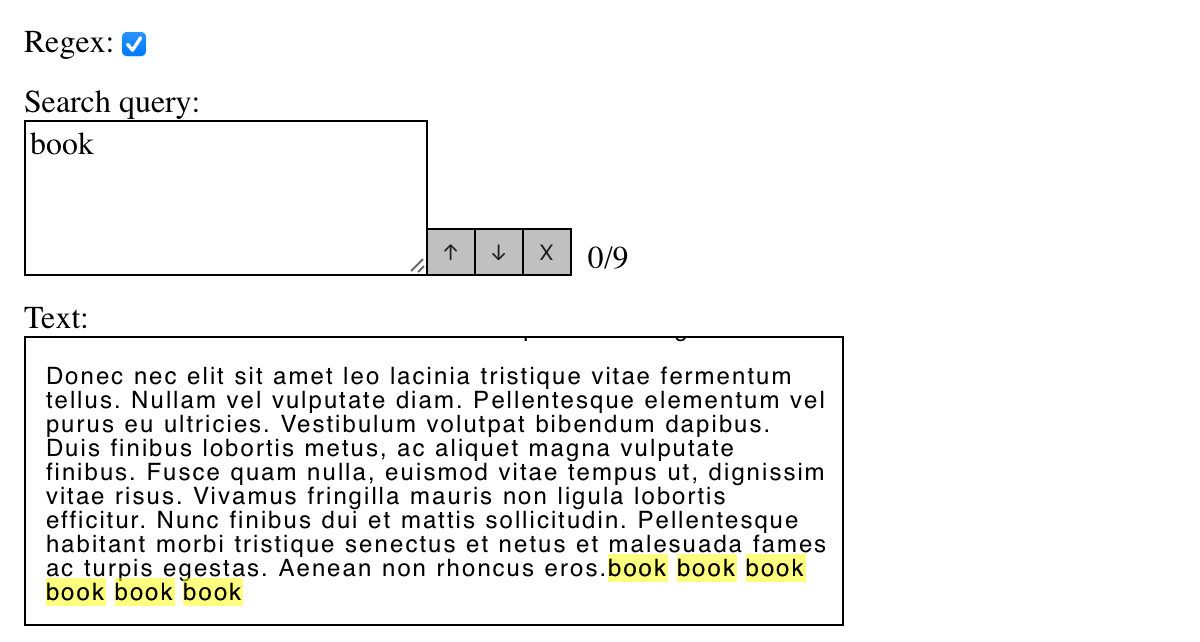 Regex:
Search query:
book
↑ ↓ X 0/9
Text:
Donec nec elit sit amet leo lacinia tristique vitae fermentum
tellus. Nullam vel vulputate diam. Pellentesque elementum vel
purus eu ultricies. Vestibulum volutpat bibendum dapibus.
Duis finibus lobortis metus, ac aliquet magna vulputate
finibus. Fusce quam nulla, euismod vitae tempus ut, dignissim
vitae risus. Vivamus fringilla mauris non ligula lobortis
efficitur. Nunc finibus dui et mattis sollicitudin. Pellentesque
habitant morbi tristique senectus et netus et malesuada fames
ac turpis egestas. Aenean non rhoncus eros.book book book
book book book